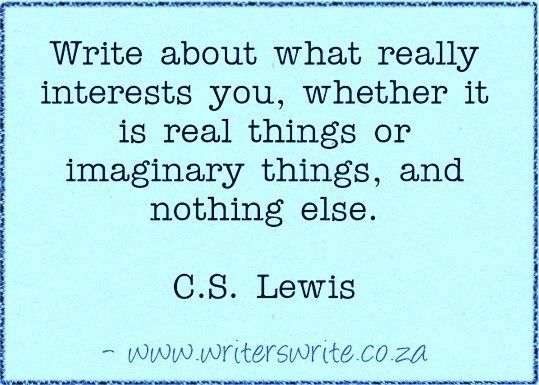 Write about what really
interests you, whether it
is real things or
imaginary things, and
nothing else.
C.S. Lewis
- www.writerswrite.co.za